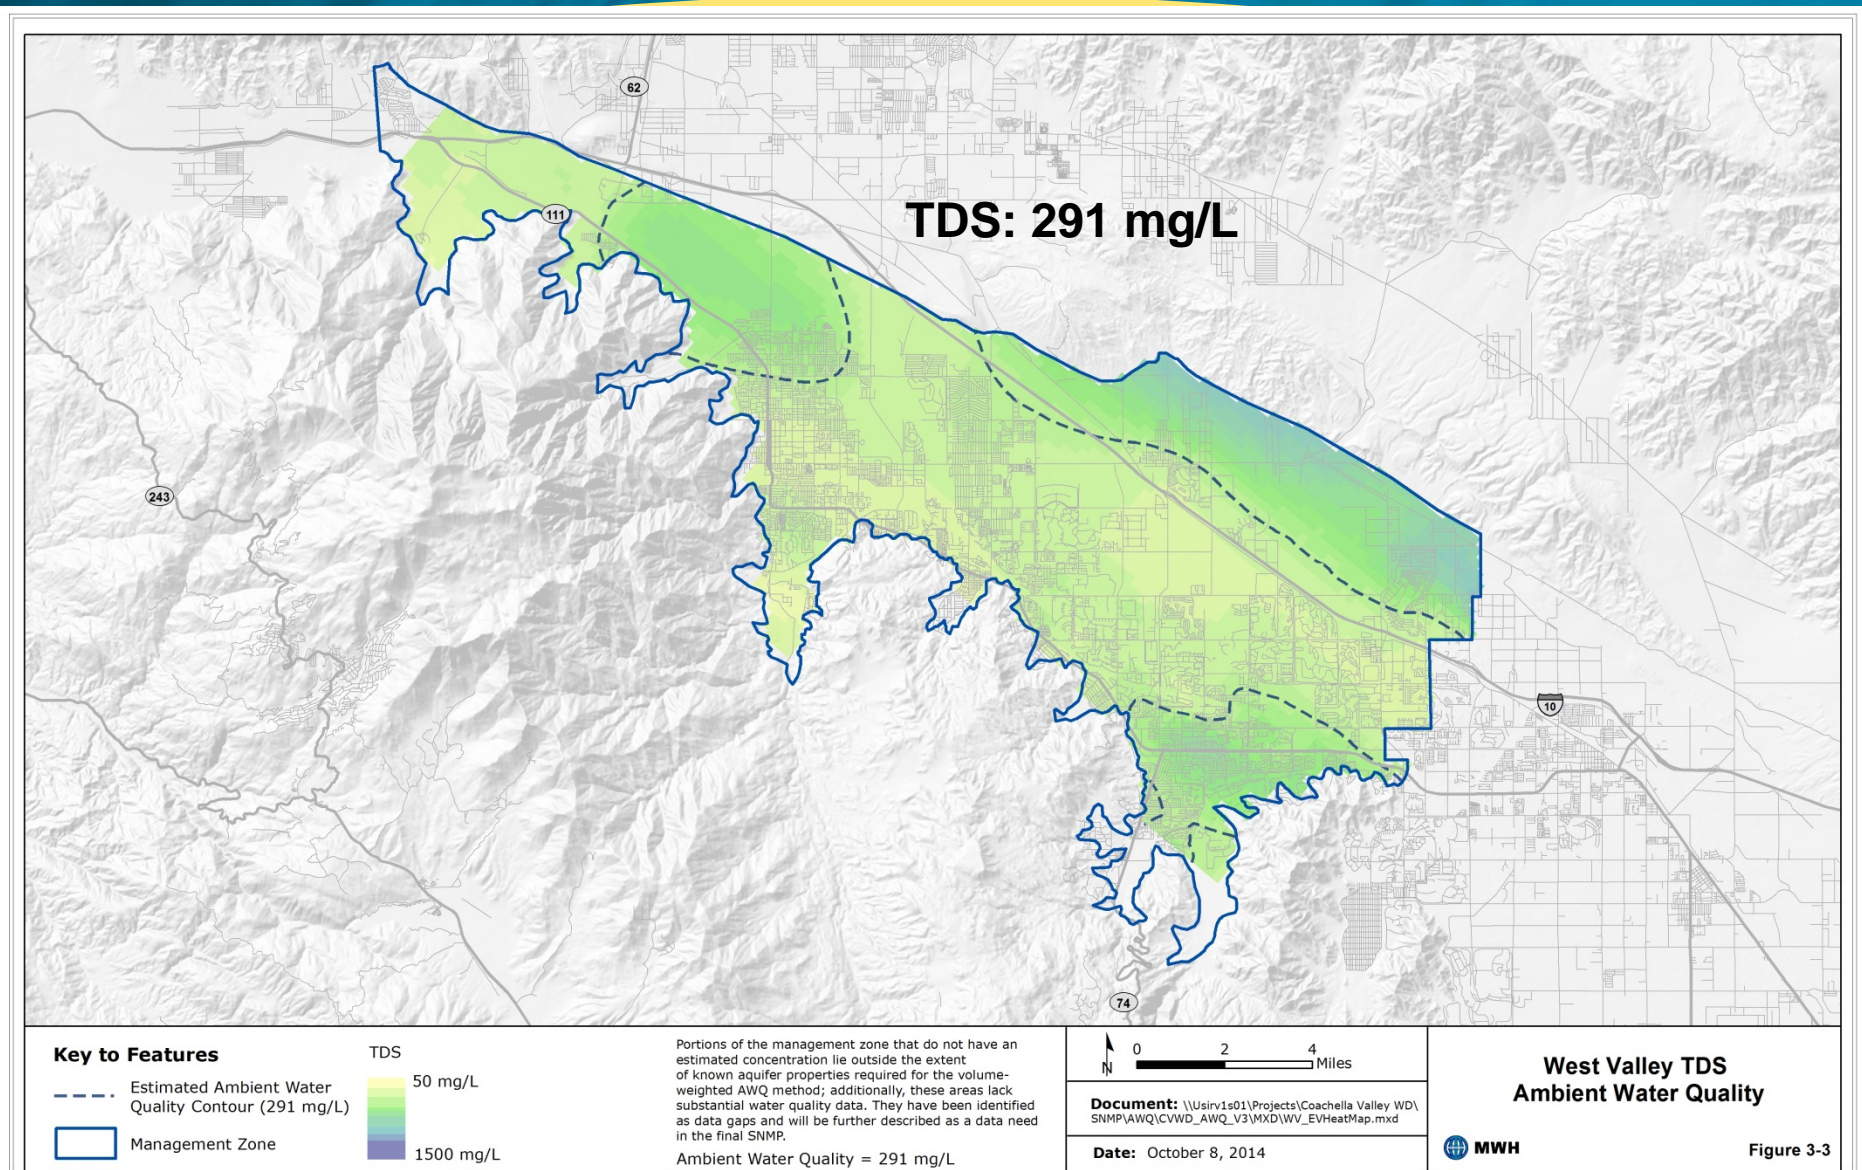 62
111
TDS: 291 mg/L
243
10
74
Key to Features
Estimated Ambient Water
Quality Contour (291 mg/L)
Management Zone
TDS
50 mg/L
1500 mg/L
Portions of the management zone that do not have an
estimated concentration lie outside the extent
of known aquifer properties required for the volume-
weighted AWQ method; additionally, these areas lack
substantial water quality data. They have been identified
as data gaps and will be further described as a data need
in the final SNMP.
Ambient Water Quality = 291 mg/L
N
0 2 4
Miles
Document: \\Usirv1s01\Projects\Coachella Valley WD\
SNMP\AWQ\CVWD_AWQ_V3\MXD\WV_EVHeatMap.mxd
Date: October 8, 2014
West Valley TDS
Ambient Water Quality
MWH
Figure 3-3